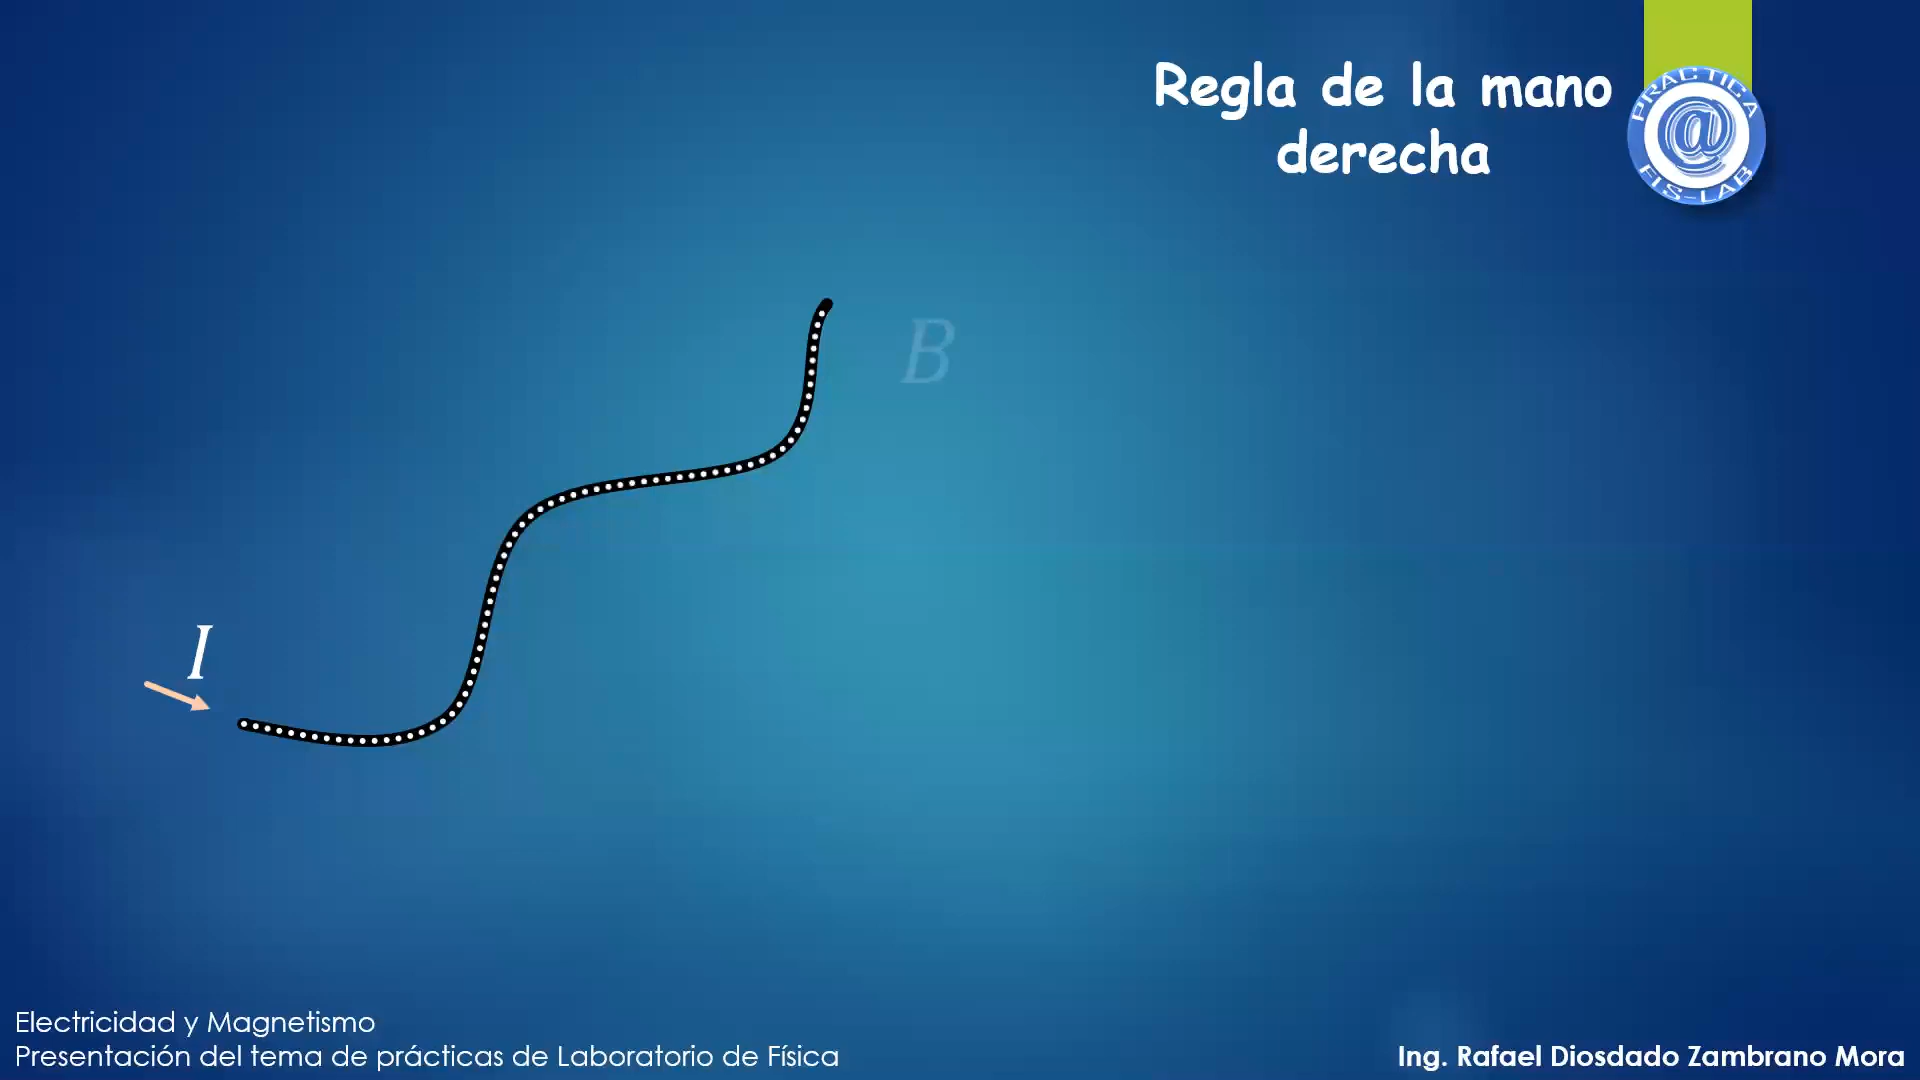 Regla de la mano
derecha
PRACTICA
@
FIS-LAB
B
I
Electricidad y Magnetismo
Presentación del tema de prácticas de Laboratorio de Física
Ing. Rafael Diosdado Zambrano Mora